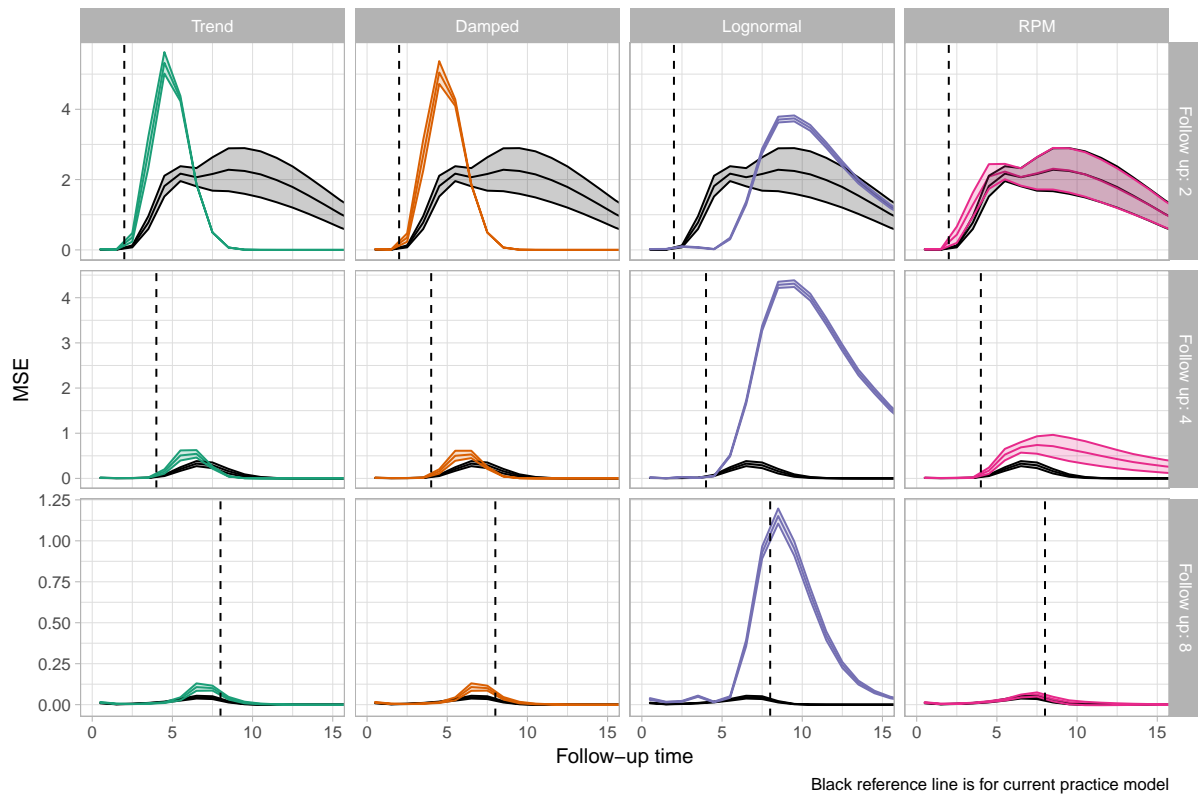 Trend Damped Lognormal RPM
4
2
0
Follow up: 2
4
3
2
1
0
Follow up: 4
MSE
1.25
1.00
0.75
0.50
0.25
0.00
Follow up: 8
0 5 10 15 0 5 10 15 0 5 10 15 0 5 10 15
Follow−up time
Black reference line is for current practice model